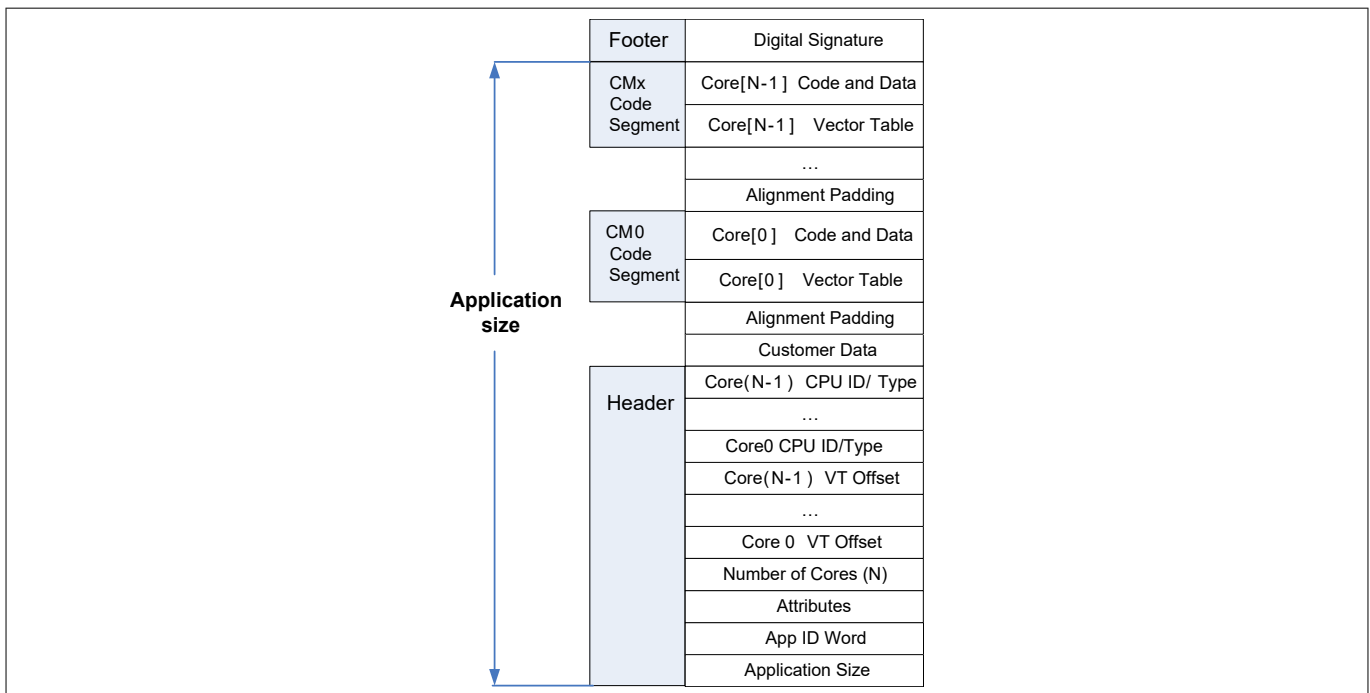 Footer
Digital Signature
CMx
Code
Segment
Core[N-1] Code and Data
Core[N-1] Vector Table
...
Alignment Padding
CM0
Code
Segment
Core[0] Code and Data
Core[0] Vector Table
Application
size
Alignment Padding
Customer Data
Header
Core(N-1) CPU ID/ Type
...
Core0 CPU ID/Type
Core(N-1) VT Offset
...
Core 0 VT Offset
Number of Cores (N)
Attributes
App ID Word
Application Size